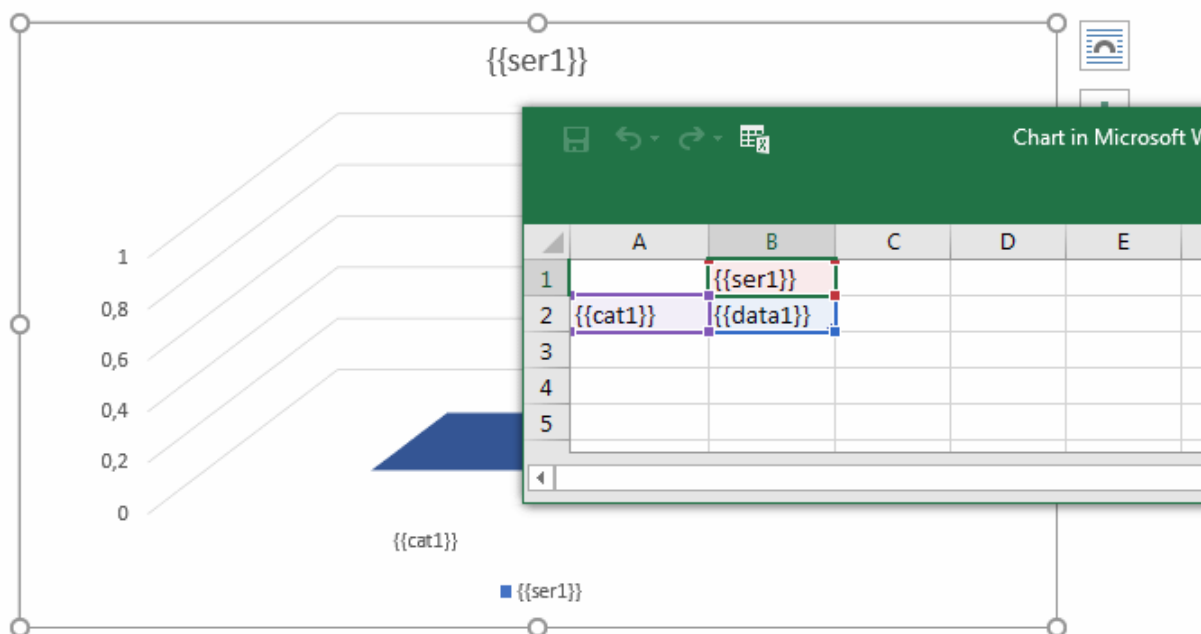 {{ser1}}
Chart in Microsoft W
A B C D E
1 {{ser1}}
2 {{cat1}} {{data1}}
3
4
5
1
0,8
0,6
0,4
0,2
0
{{cat1}}
{{ser1}}